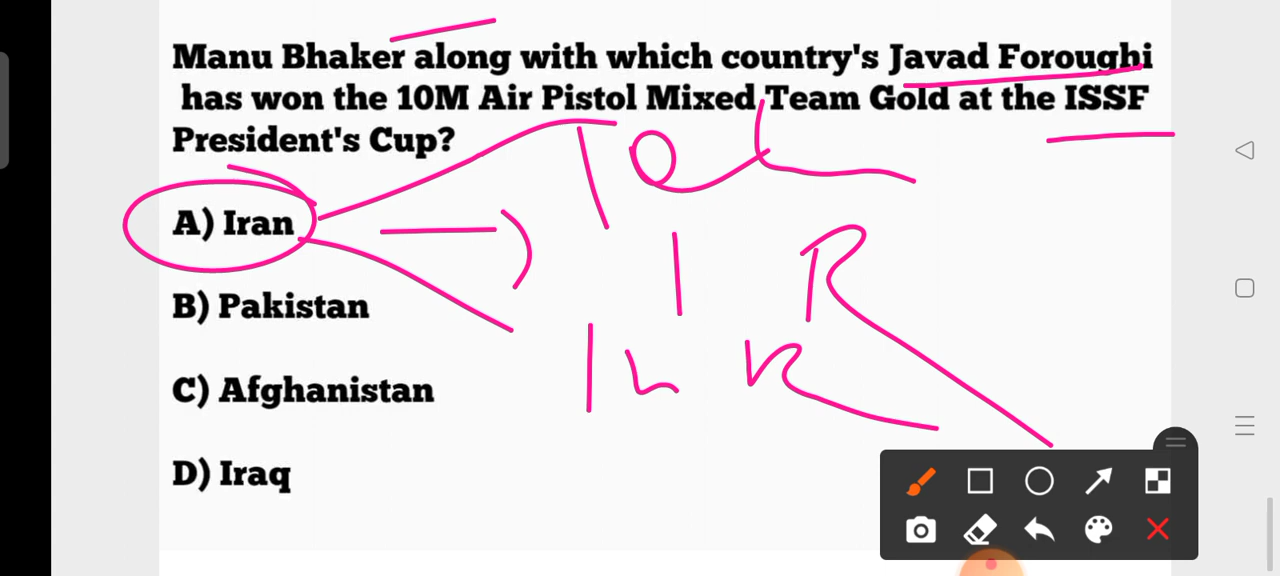 Manu Bhaker along with which country's Javad Foroughi
has won the 10M Air Pistol Mixed Team Gold at the ISSF
President's Cup?
A) Iran
B) Pakistan
C) Afghanistan
D) Iraq